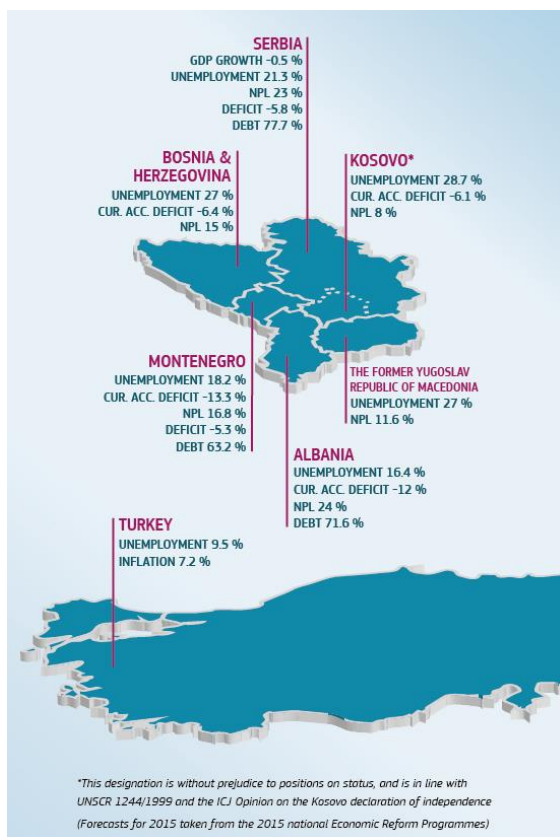 SERBIA
GDP GROWTH -0.5 %
UNEMPLOYMENT 21.3 %
NPL 23 %
DEFICIT -5.8 %
DEBT 77.7 %
BOSNIA &
HERZEGOVINA
UNEMPLOYMENT 27 %
CUR. ACC. DEFICIT -6.4 %
NPL 15 %
KOSOVO*
UNEMPLOYMENT 28.7 %
CUR. ACC. DEFICIT -6.1 %
NPL 8 %
MONTENEGRO
UNEMPLOYMENT 18.2 %
CUR. ACC. DEFICIT -13.3 %
NPL 16.8 %
DEFICIT -5.3 %
DEBT 63.2 %
THE FORMER YUGOSLAV
REPUBLIC OF MACEDONIA
UNEMPLOYMENT 27 %
NPL 11.6 %
ALBANIA
UNEMPLOYMENT 16.4 %
CUR. ACC. DEFICIT -12 %
NPL 24 %
DEBT 71.6 %
TURKEY
UNEMPLOYMENT 9.5 %
INFLATION 7.2 %
*This designation is without prejudice to positions on status, and is in line with
UNSCR 1244/1999 and the ICJ Opinion on the Kosovo declaration of independence
(Forecasts for 2015 taken from the 2015 national Economic Reform Programmes)